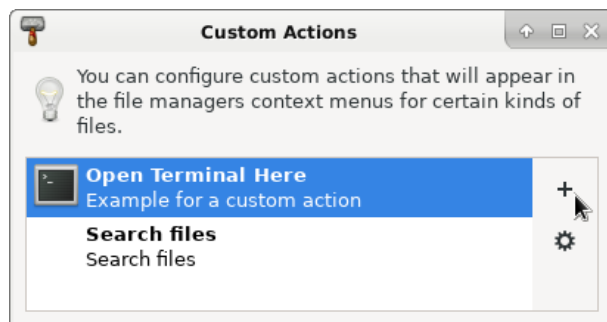 Custom Actions
You can configure custom actions that will appear in
the file managers context menus for certain kinds of
files.
Open Terminal Here
Example for a custom action
Search files
Search files